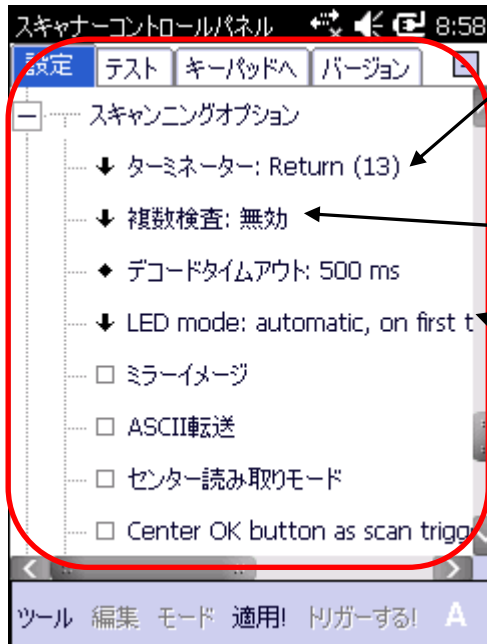 スキャナーコントロールパネル 8:58
設定 テスト キーパッドへ バージョン
スキャンニングオプション
ターミネーター: Return (13)
複数検査: 無効
デコードタイムアウト: 500 ms
LED mode: automatic, on first t
ミラーイメージ
ASCII転送
センター読み取りモード
Center OK button as scan trigg
ツール 編集 モード 適用! トリガーする! A